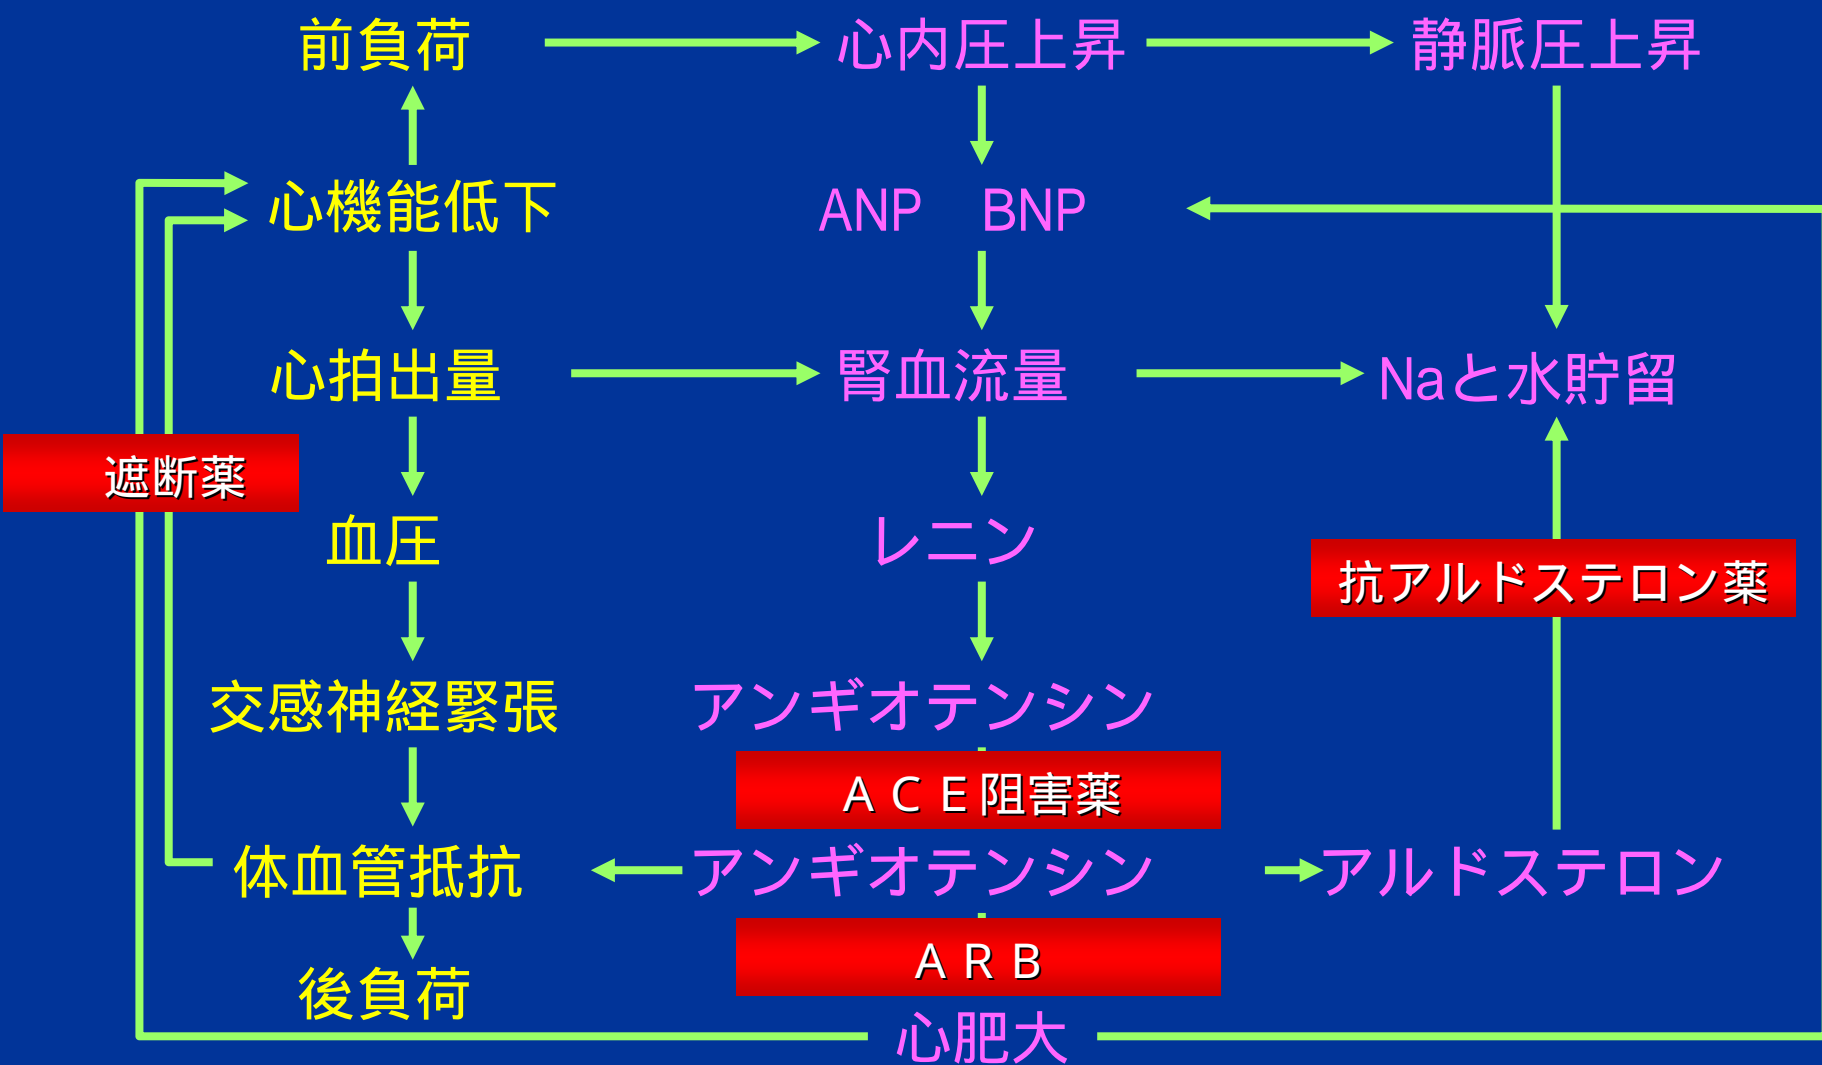 前負荷 心内圧上昇 静脈圧上昇
心機能低下 ANP BNP
心拍出量 腎血流量 Naと水貯留
遮断薬
血圧 レニン
抗アルドステロン薬
交感神経緊張 アンギオテンシン
ＡＣＥ阻害薬
体血管抵抗 アンギオテンシン アルドステロン
ＡＲＢ
後負荷
心肥大